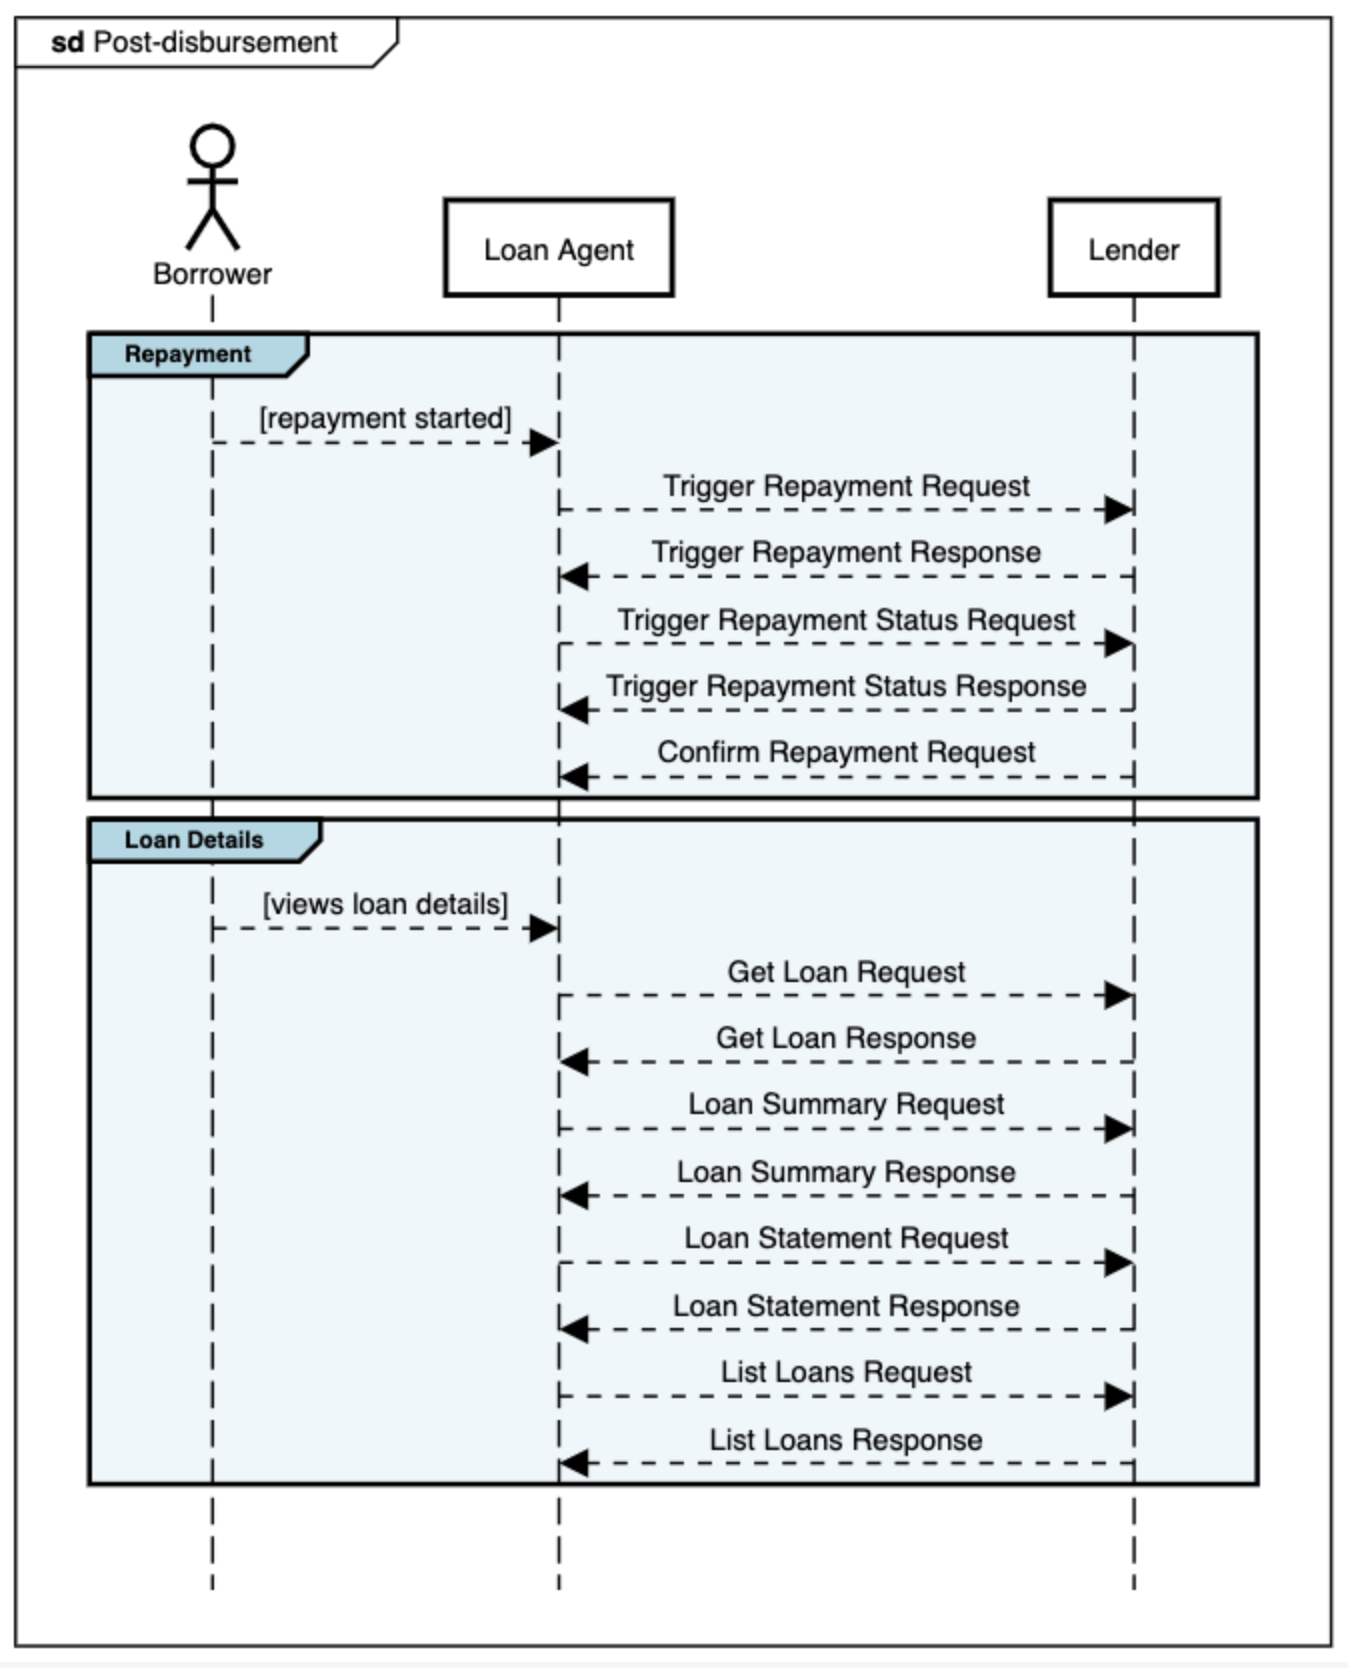 sd Post-disbursement
Borrower
Loan Agent
Lender
Repayment
[repayment started]
Trigger Repayment Request
Trigger Repayment Response
Trigger Repayment Status Request
Trigger Repayment Status Response
Confirm Repayment Request
Loan Details
[views loan details]
Get Loan Request
Get Loan Response
Loan Summary Request
Loan Summary Response
Loan Statement Request
Loan Statement Response
List Loans Request
List Loans Response